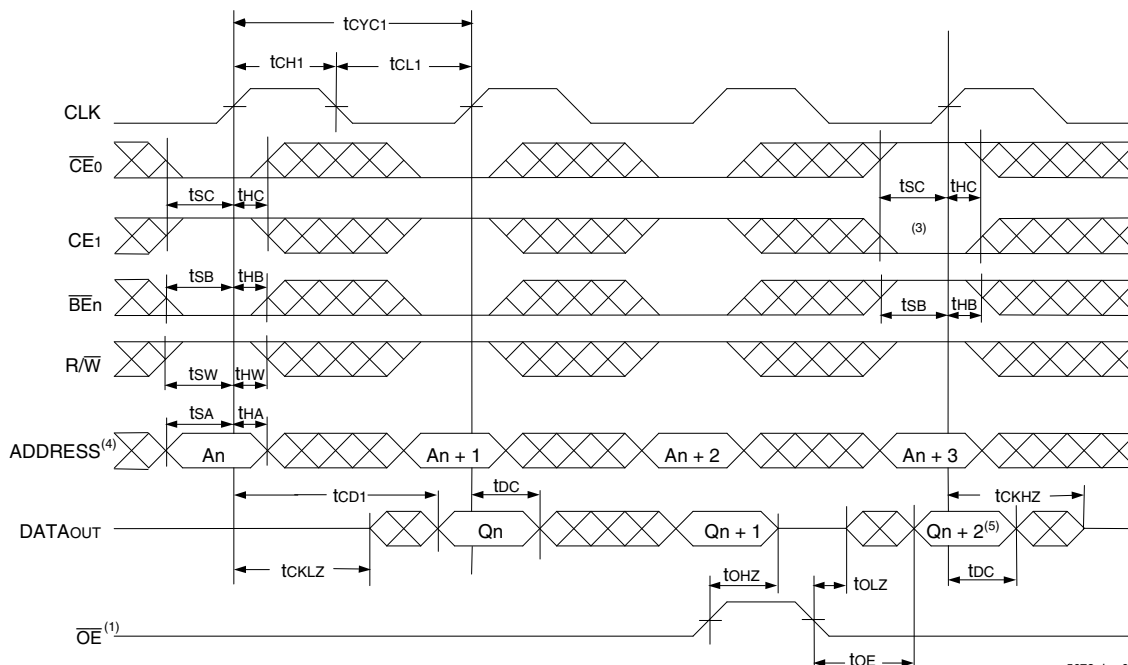 tCYC1
tCH1 tCL1
CLK
CE0
tSC tHC tSC tHC
CE1 (3)
tSB tHB
BEn tSB tHB
R/W
tSW tHW
tSA tHA
ADDRESS(4) An An + 1 An + 2 An + 3
tCD1 tDC tCKHZ
DATAOUT Qn Qn + 1 Qn + 2(5)
tCKLZ tOHZ tOLZ tDC
OE(1)
tOE